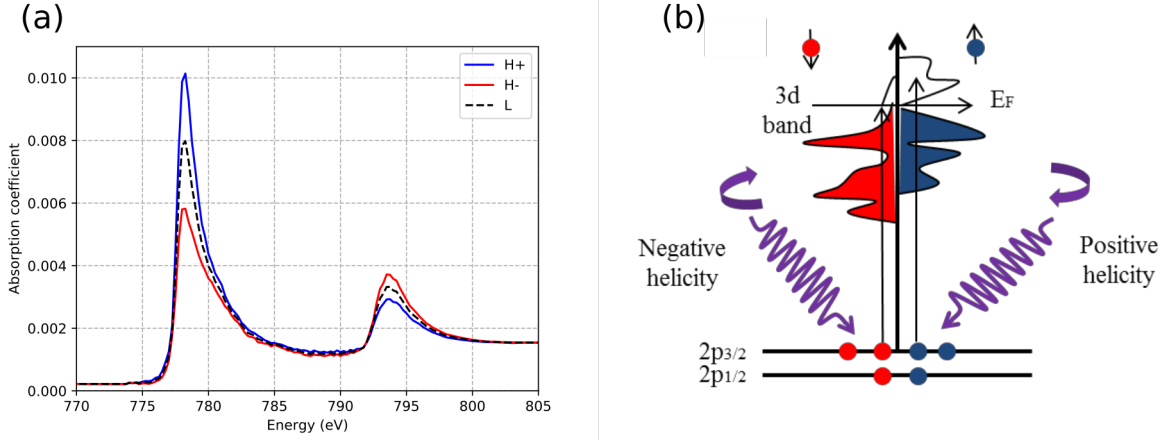 (a)
(b)
H+
H-
L
Absorption coefficient
0.010
0.008
0.006
0.004
0.002
0.000
770 775 780 785 790 795 800 805
Energy (eV)
3d
band
EF
Negative
helicity
Positive
helicity
2p3/2
2p1/2